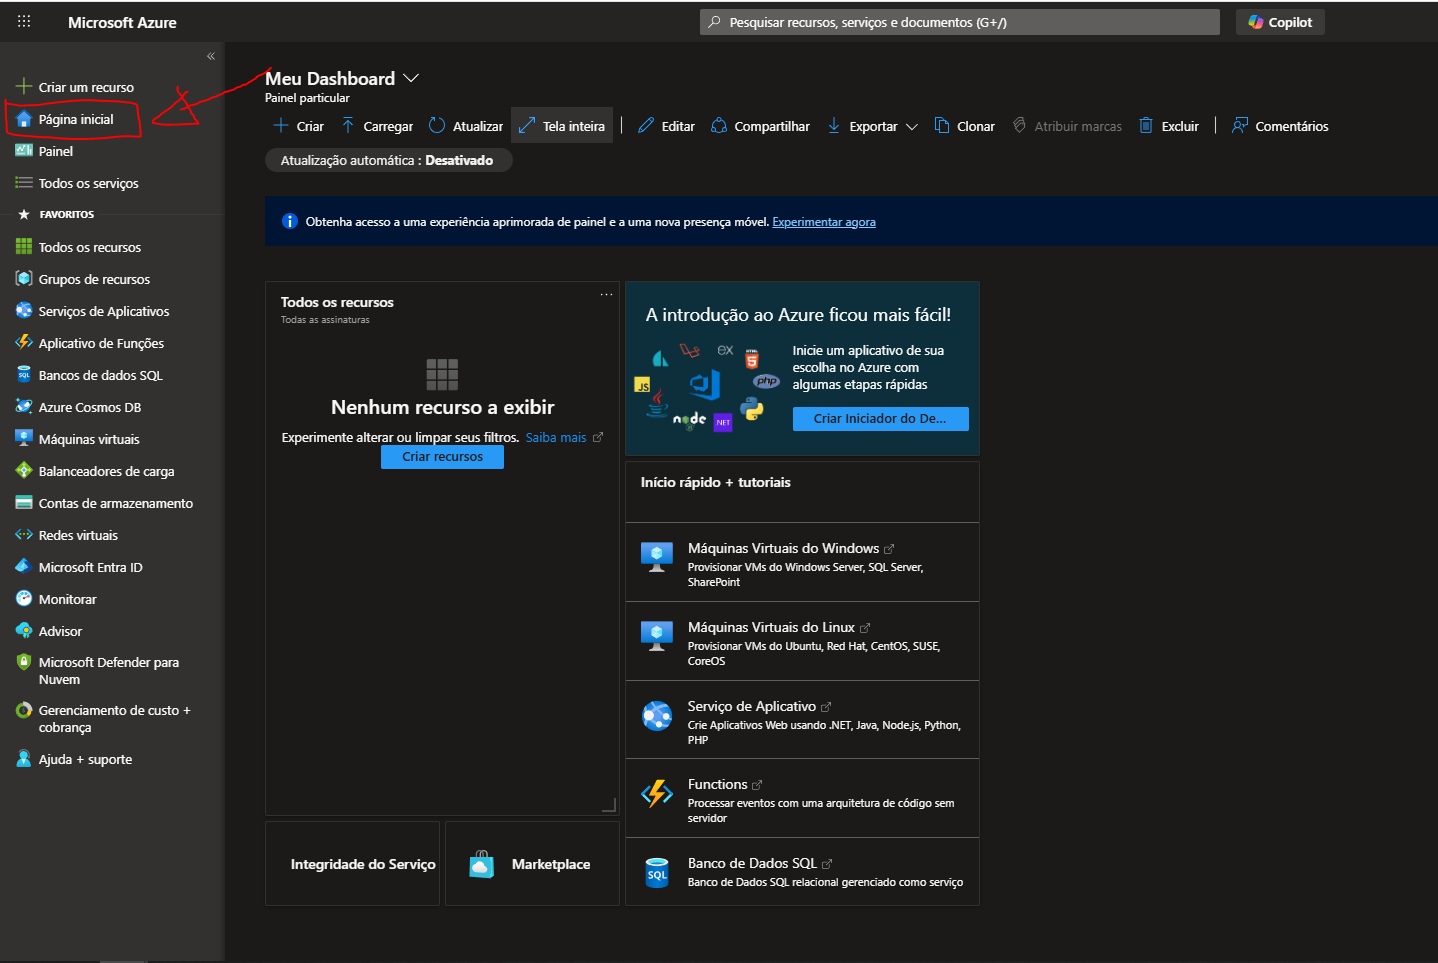 Microsoft Azure
Pesquisar recursos, serviços e documentos (G+/)
Copilot
Criar um recurso
Página inicial
Painel
Todos os serviços
FAVORITOS
Todos os recursos
Grupos de recursos
Serviços de Aplicativos
Aplicativo de Funções
Bancos de dados SQL
Azure Cosmos DB
Máquinas virtuais
Balanceadores de carga
Contas de armazenamento
Redes virtuais
Microsoft Entra ID
Monitorar
Advisor
Microsoft Defender para
Nuvem
Gerenciamento de custo +
cobrança
Ajuda + suporte
Meu Dashboard
Painel particular
Criar
Carregar
Atualizar
Tela inteira
Editar
Compartilhar
Exportar
Clonar
Atribuir marcas
Excluir
Comentários
Atualização automática : Desativado
Obtenha acesso a uma experiência aprimorada de painel e a uma nova presença móvel. Experimentar agora
Todos os recursos
Todas as assinaturas
Nenhum recurso a exibir
Experimente alterar ou limpar seus filtros. Saiba mais
Criar recursos
Integridade do Serviço
Marketplace
A introdução ao Azure ficou mais fácil!
EX
HTML
5
JS
php
node
NET
Inicie um aplicativo de sua
escolha no Azure com
algumas etapas rápidas
Criar Iniciador do De...
Início rápido + tutoriais
Máquinas Virtuais do Windows
Provisionar VMs do Windows Server, SQL Server,
SharePoint
Máquinas Virtuais do Linux
Provisionar VMs do Ubuntu, Red Hat, CentOS, SUSE,
CoreOS
Serviço de Aplicativo
Crie Aplicativos Web usando .NET, Java, Node.js, Python,
PHP
Functions
Processar eventos com uma arquitetura de código sem
servidor
SQL
Banco de Dados SQL
Banco de Dados SQL relacional gerenciado como serviço